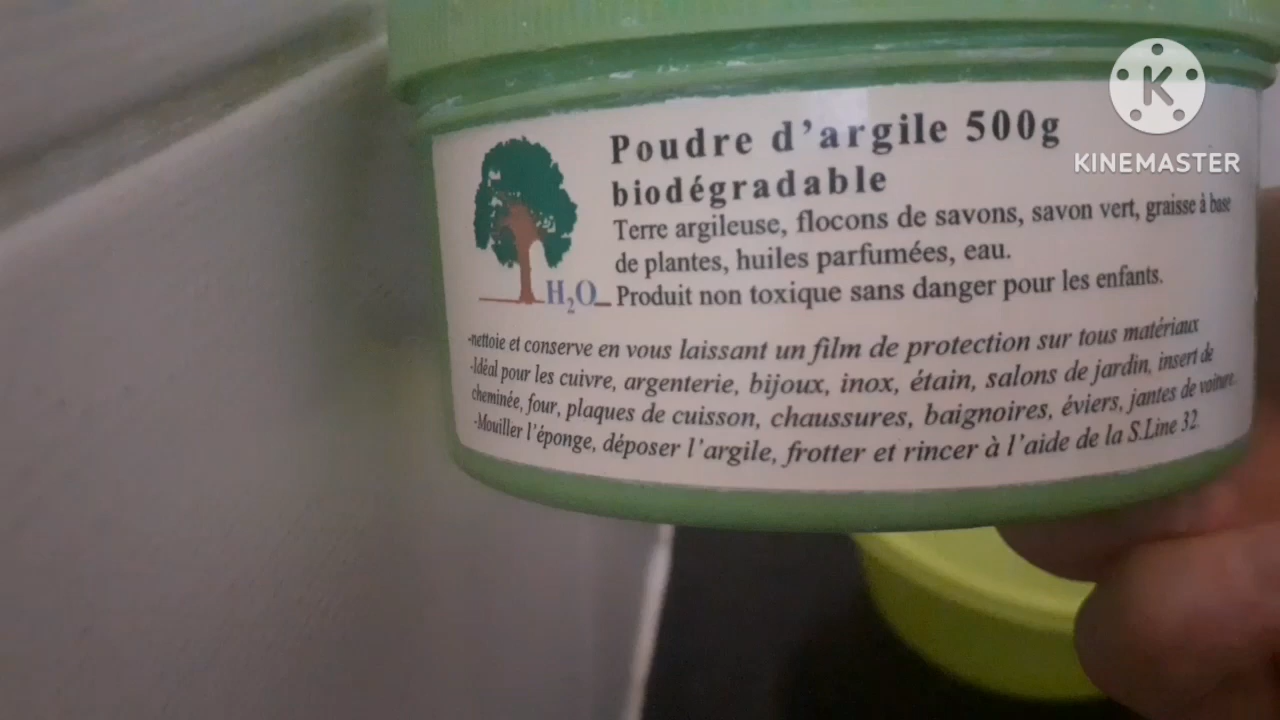 Poudre d'argile 500g
biodégradable
Terre argileuse, flocons de savons, savon vert, graisse à base
de plantes, huiles parfumées, eau.
H₂O
Produit non toxique sans danger pour les enfants.
-nettoie et conserve en vous laissant un film de protection sur tous matériaux
-Idéal pour les cuivre, argenterie, bijoux, inox, étain, salons de jardin, insert de
cheminée, four, plaques de cuisson, chaussures, baignoires, éviers, jantes de voiture.
-Mouiller l'éponge, déposer l'argile, frotter et rincer à l'aide de la S.Line 32.
K
KINEMASTER